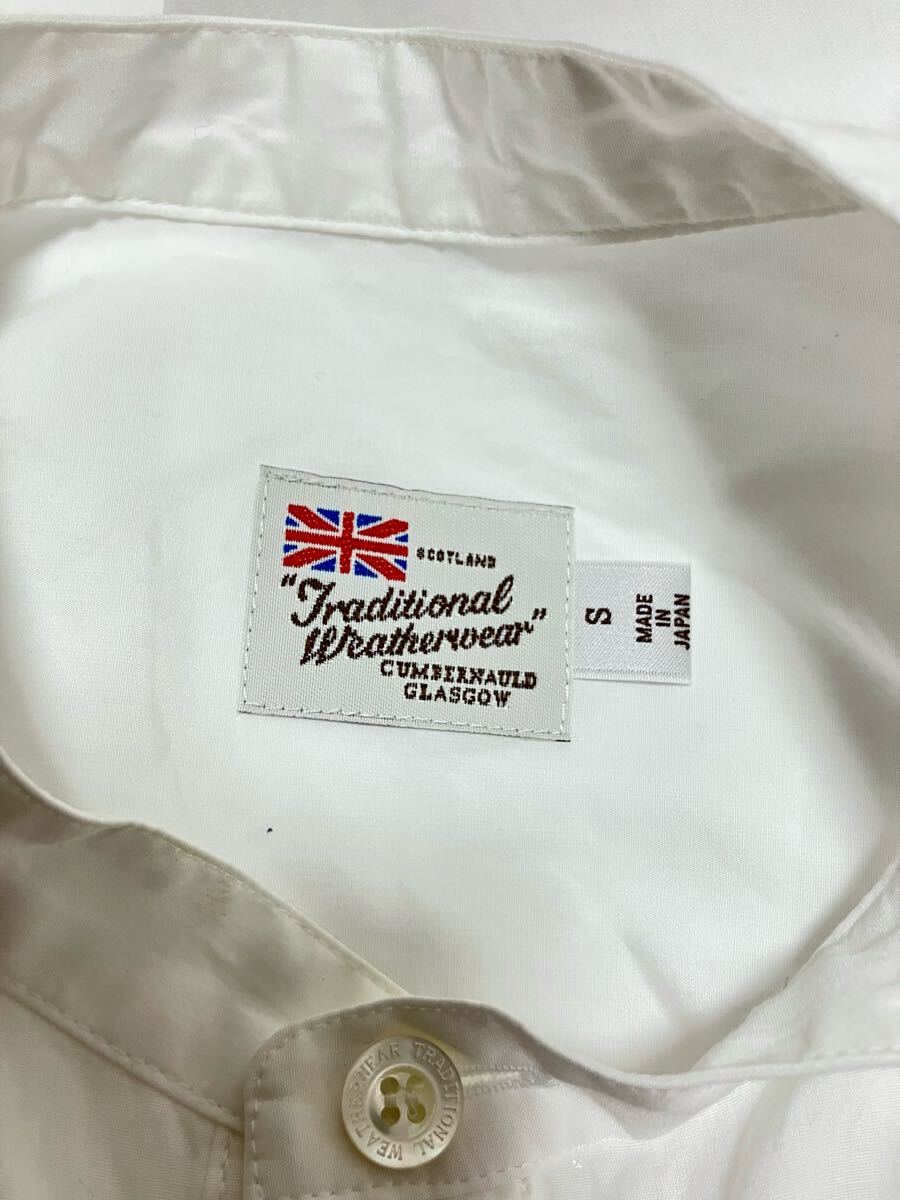 SCOTLAND
"Traditional
Weatherwear"
CUMBERNAULD
GLASGOW
S
MADE
IN
JAPAN
TRADITIONAL WEATHERWEAR